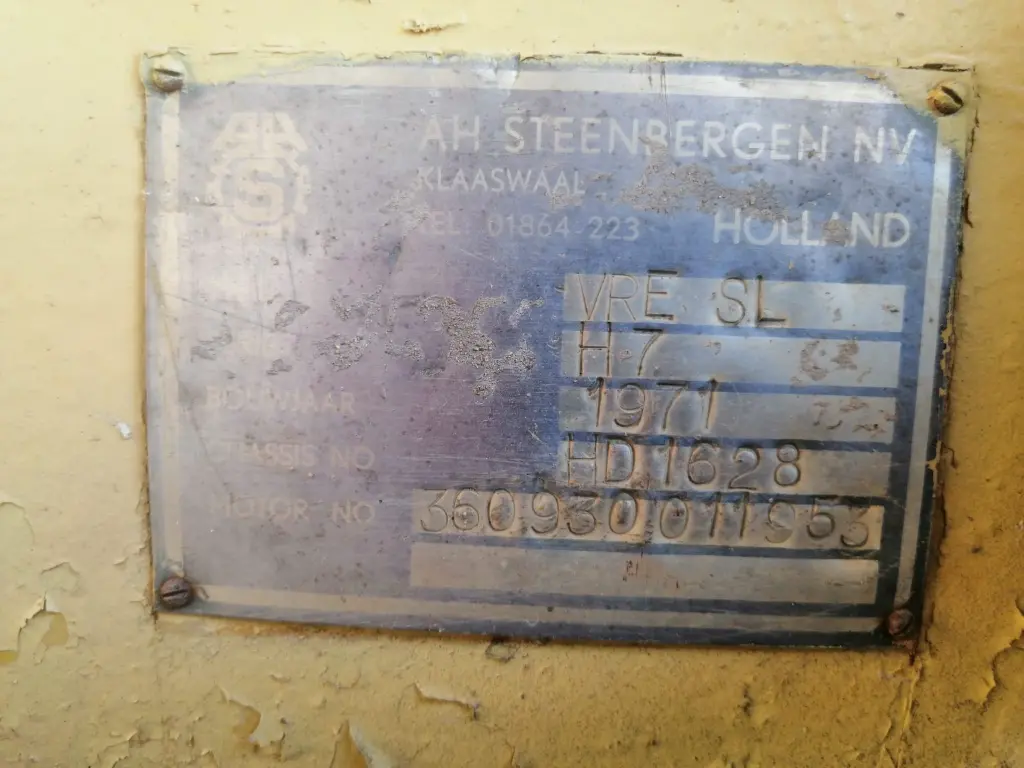 AH
S
AH STEENBERGEN NV
KLAASWAAL
TEL: 01864-223 HOLLAND
VRE SL
H 7
BOUWJAAR 1971
CHASSIS NO HD 1628
MOTOR NO 360930011953